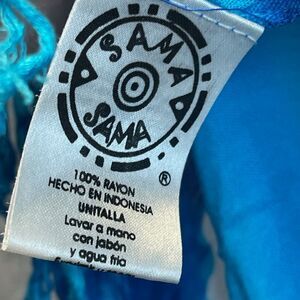 SAMA
SAMA
®
100% RAYON
HECHO EN INDONESIA
UNITALLA
Lavar a mano
con jabón
y agua fria